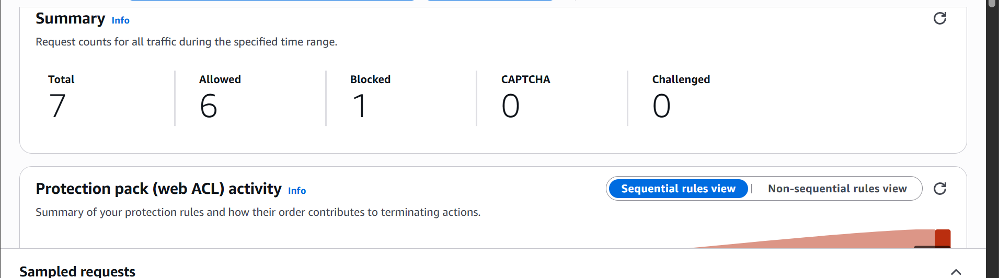 Summary Info
Request counts for all traffic during the specified time range.
Total
7
Allowed
6
Blocked
1
CAPTCHA
0
Challenged
0
Protection pack (web ACL) activity Info
Sequential rules view | Non-sequential rules view
Summary of your protection rules and how their order contributes to terminating actions.
Sampled requests